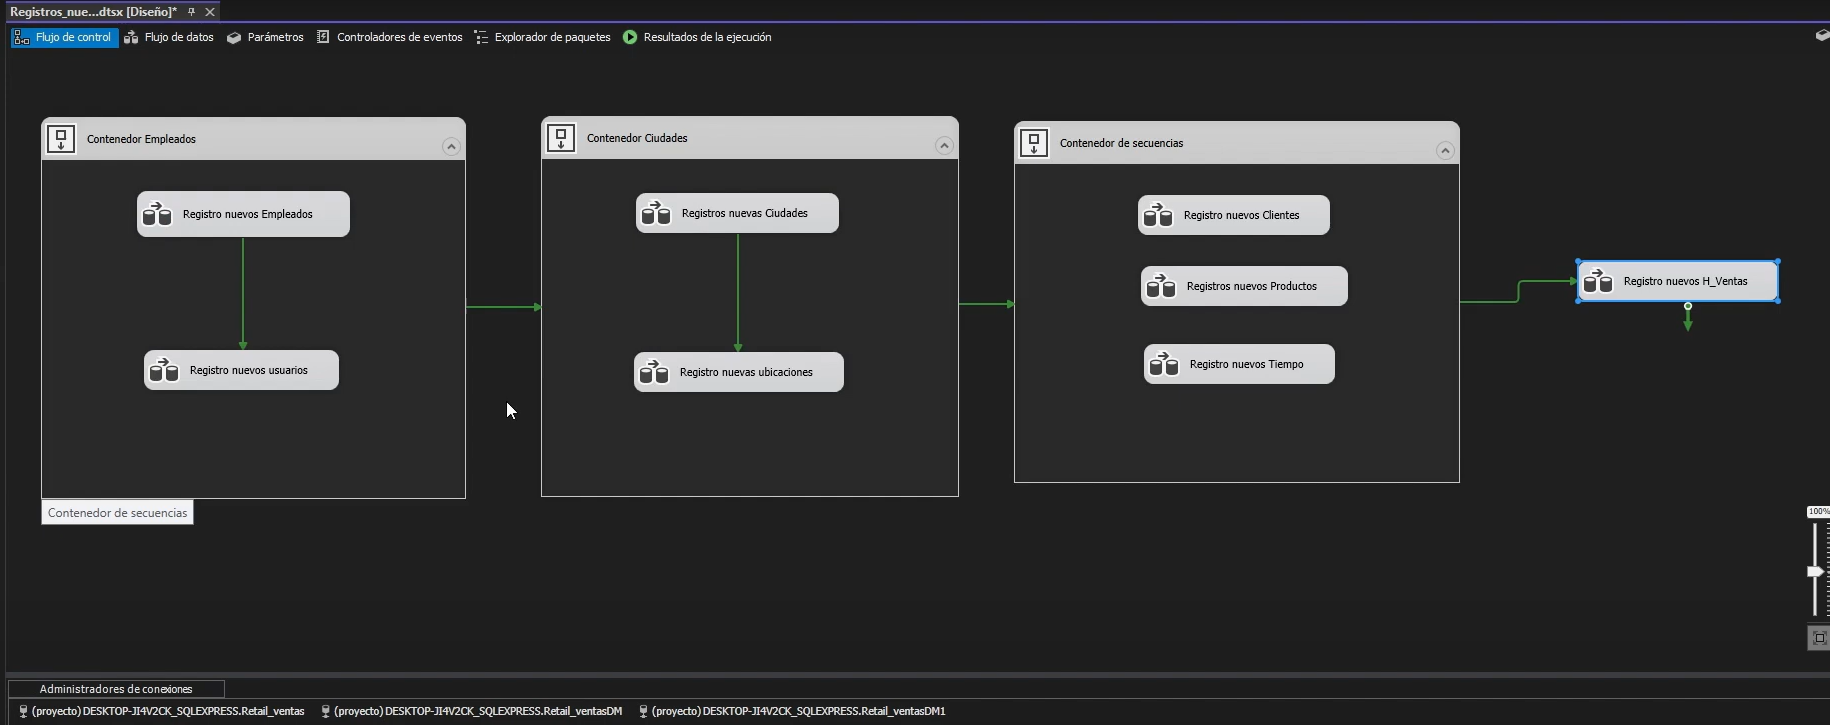 Registros_nue...dtsx [Diseño]*
Flujo de control
Flujo de datos
Parámetros
Controladores de eventos
Explorador de paquetes
Resultados de la ejecución
Contenedor Empleados
Registro nuevos Empleados
Registro nuevos usuarios
Contenedor de secuencias
Contenedor Ciudades
Registros nuevas Ciudades
Registro nuevas ubicaciones
Contenedor de secuencias
Registro nuevos Clientes
Registros nuevos Productos
Registro nuevos Tiempo
Registro nuevos H_Ventas
100%
Administradores de conexiones
(proyecto) DESKTOP-JI4V2CK_SQLEXPRESS.Retail_ventas
(proyecto) DESKTOP-JI4V2CK_SQLEXPRESS.Retail_ventasDM
(proyecto) DESKTOP-JI4V2CK_SQLEXPRESS.Retail_ventasDM1